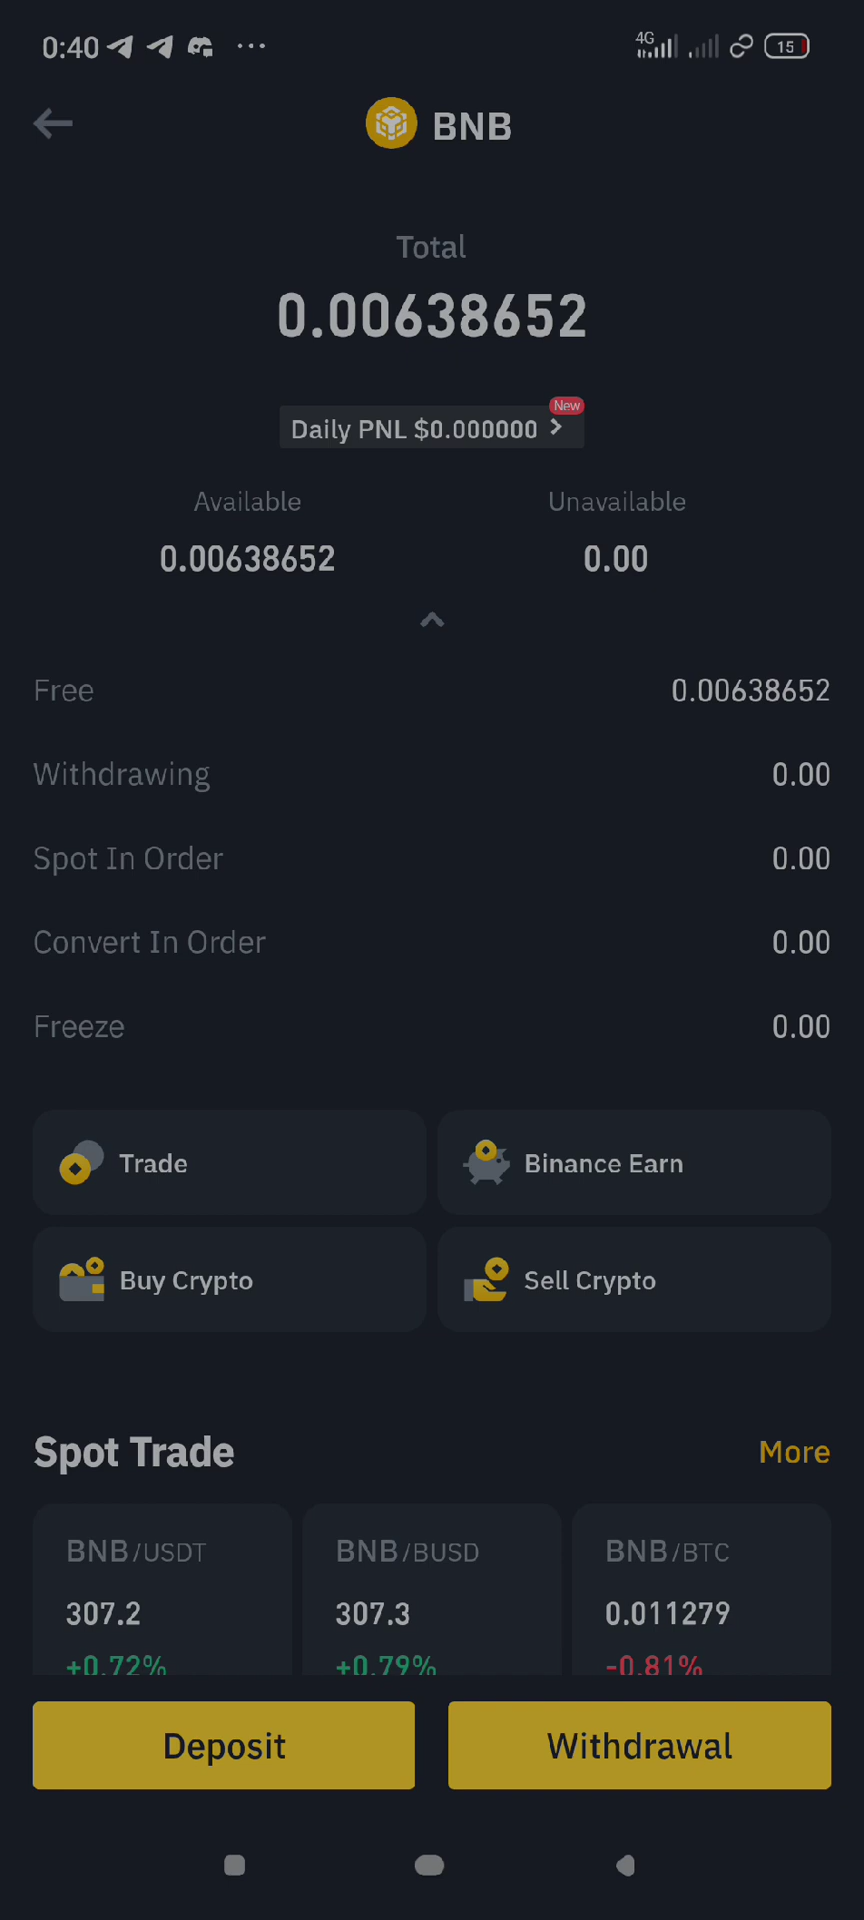 0:40 ...
4G 15
BNB
Total
0.00638652
New
Daily PNL $0.000000 >
Available Unavailable
0.00638652 0.00
Free 0.00638652
Withdrawing 0.00
Spot In Order 0.00
Convert In Order 0.00
Freeze 0.00
Trade Binance Earn
Buy Crypto Sell Crypto
Spot Trade More
BNB/USDT BNB/BUSD BNB/BTC
307.2 307.3 0.011279
+0.72% +0.79% -0.81%
Deposit Withdrawal